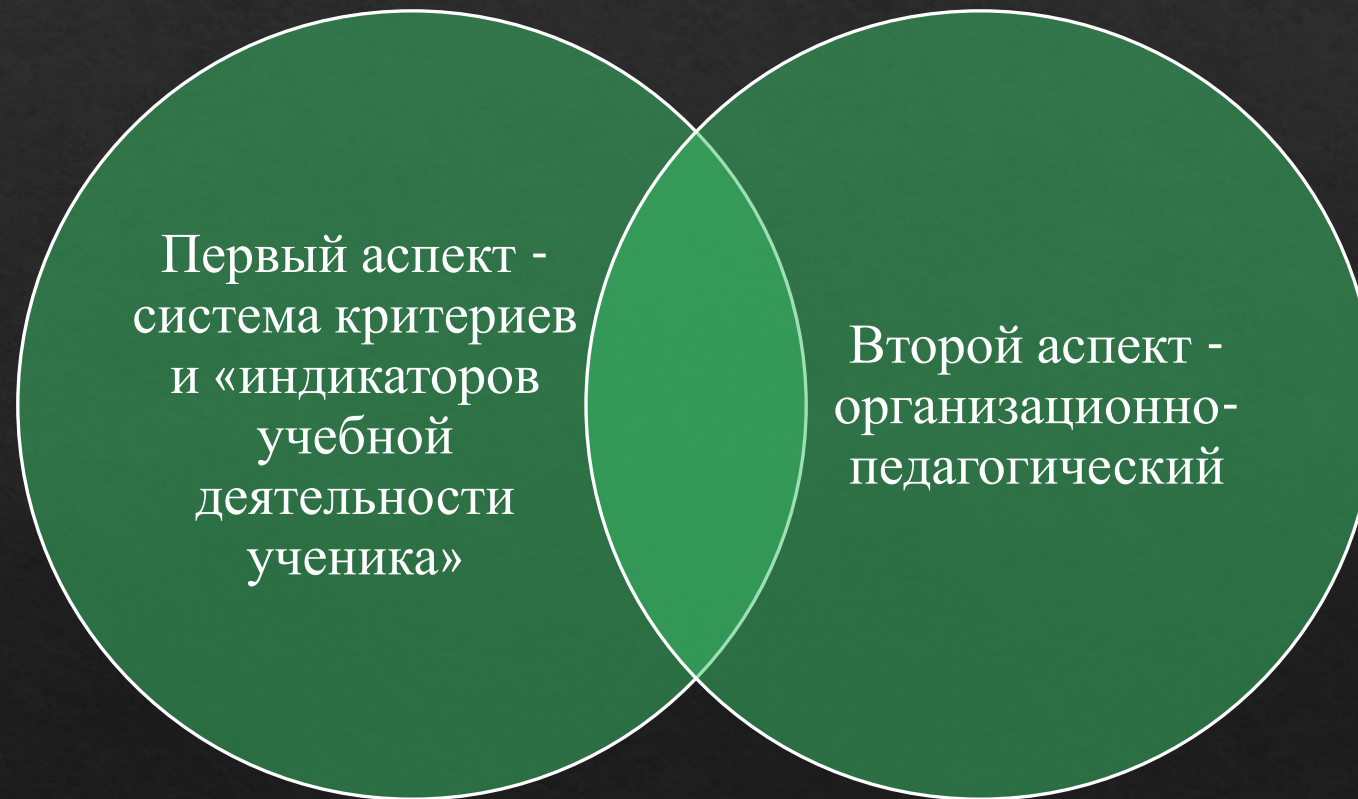 Первый аспект -
система критериев
и «индикаторов
учебной
деятельности
ученика»
Второй аспект -
организационно-
педагогический